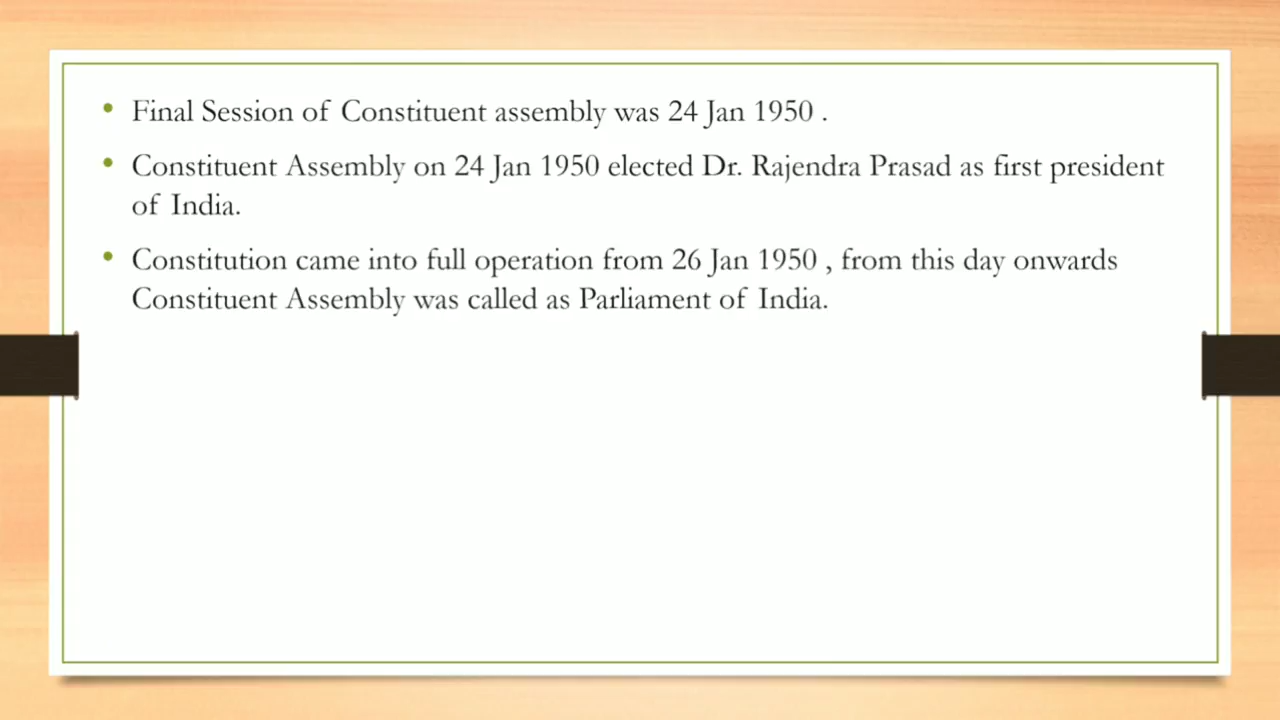 • Final Session of Constituent assembly was 24 Jan 1950 .
• Constituent Assembly on 24 Jan 1950 elected Dr. Rajendra Prasad as first president
of India.
• Constitution came into full operation from 26 Jan 1950 , from this day onwards
Constituent Assembly was called as Parliament of India.